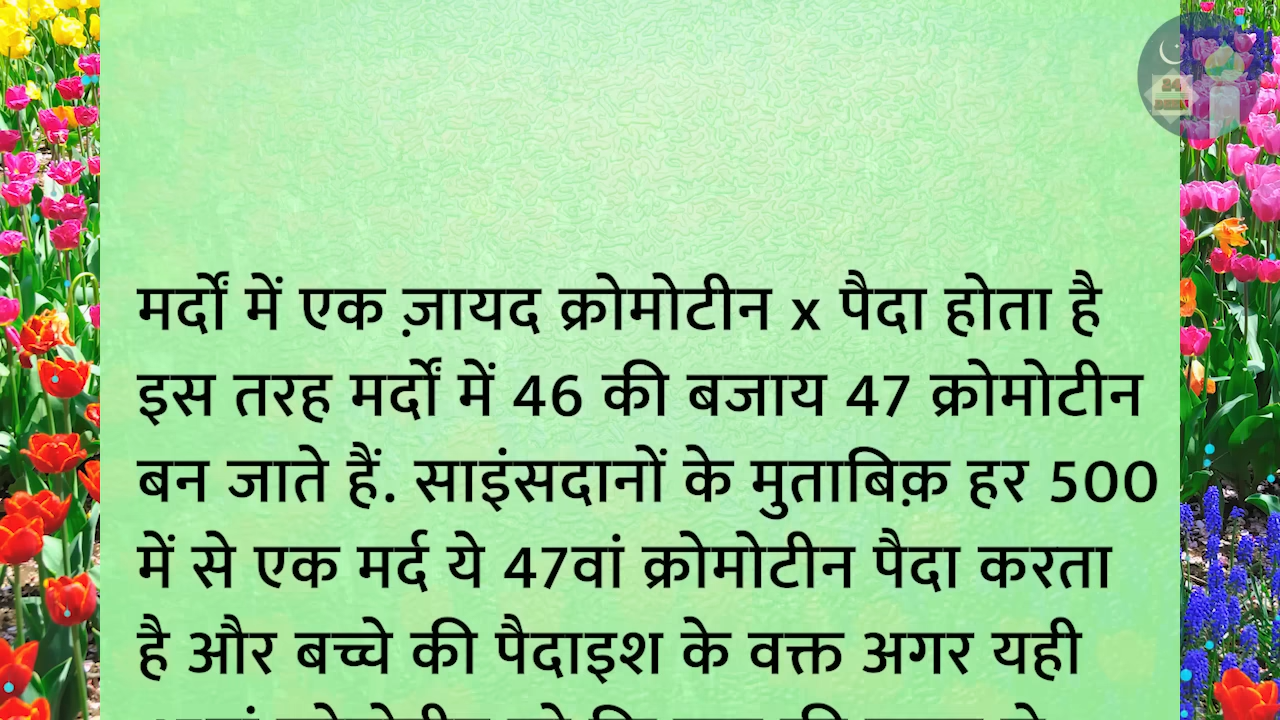 मर्दों में एक ज़ायद क्रोमोटीन x पैदा होता है
इस तरह मर्दों में 46 की बजाय 47 क्रोमोटीन
बन जाते हैं. साइंसदानों के मुताबिक़ हर 500
में से एक मर्द ये 47वां क्रोमोटीन पैदा करता
है और बच्चे की पैदाइश के वक्त अगर यही